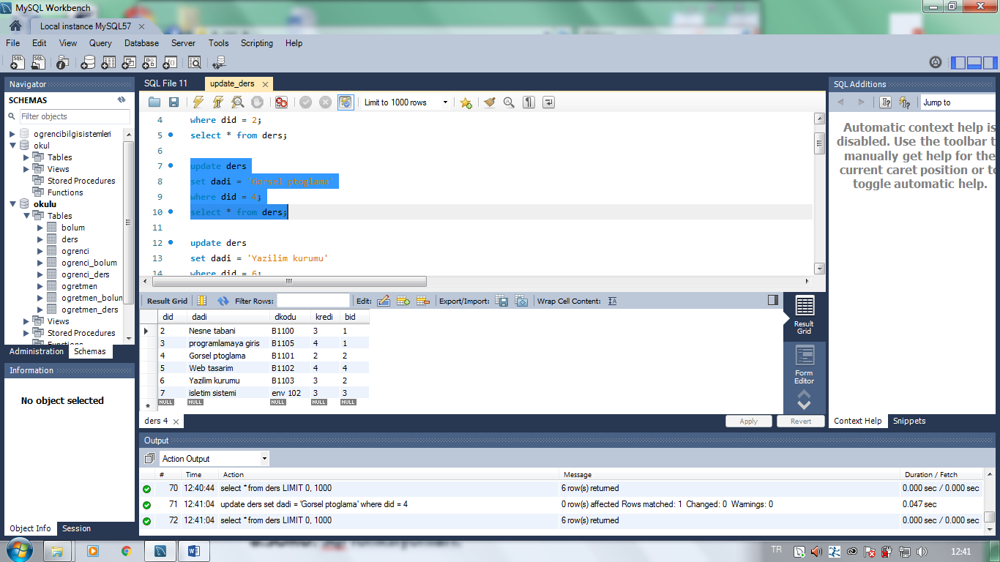 MySQL Workbench
Local instance MySQL57
File Edit View Query Database Server Tools Scripting Help
Navigator
SCHEMAS
Filter objects
ogrencibilgisistemleri
okul
Tables
Views
Stored Procedures
Functions
okulu
Tables
bolum
ders
ogrenci
ogrenci_bolum
ogrenci_ders
ogretmen
ogretmen_bolun
ogretmen_ders
Views
Stored Procedures
Functions
Administration Schemas
Information
No object selected
Object Info Session
SQL File 11 update_ders
Limit to 1000 rows
4 where did = 2;
5 select * from ders;
6
7 update ders
8 set dadi = 'Gorsel ptoglama'
9 where did = 4;
10 select * from ders;
11
12 update ders
13 set dadi = 'Yazilim kurumu'
14 where did = 6;
Result Grid Filter Rows: Edit: Export/Import: Wrap Cell Content:
did dadi dkodu kredi bid
2 Nesne tabani B1100 3 1
3 programlamaya giris B1105 4 1
4 Gorsel ptoglama B1101 2 2
5 Web tasarim B1102 4 4
6 Yazilim kurumu B1103 3 2
7 isletim sistemi env 102 3 3
NULL NULL NULL NULL NULL
Result Grid
Form Editor
ders 4
Apply Revert
SQL Additions
Jump to
Automatic context help is
disabled. Use the toolbar t
manually get help for the
current caret position or to
toggle automatic help.
Context Help Snippets
Output
Action Output
# Time Action Message Duration / Fetch
70 12:40:44 select * from ders LIMIT 0, 1000 6 row(s) returned 0.000 sec / 0.000 sec
71 12:41:04 update ders set dadi = 'Gorsel ptoglama' where did = 4 0 row(s) affected Rows matched: 1 Changed: 0 Warnings: 0 0.047 sec
72 12:41:04 select * from ders LIMIT 0, 1000 6 row(s) returned 0.000 sec / 0.000 sec
TR 12:41